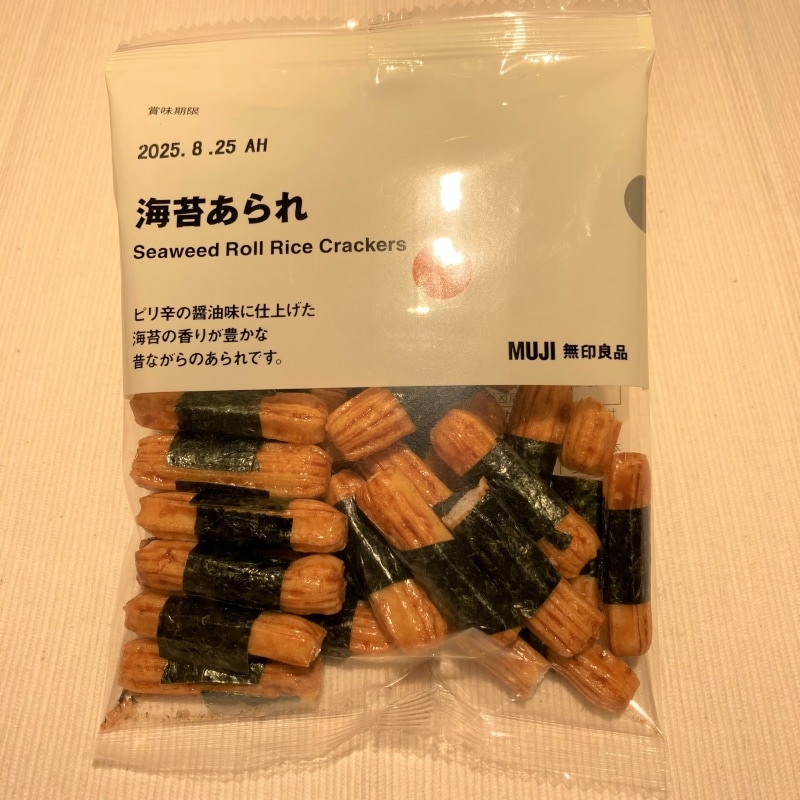 賞味期限
2025. 8 .25 AH
海苔あられ
Seaweed Roll Rice Crackers
ピリ辛の醤油味に仕上げた
海苔の香りが豊かな
昔ながらのあられです。
MUJI 無印良品